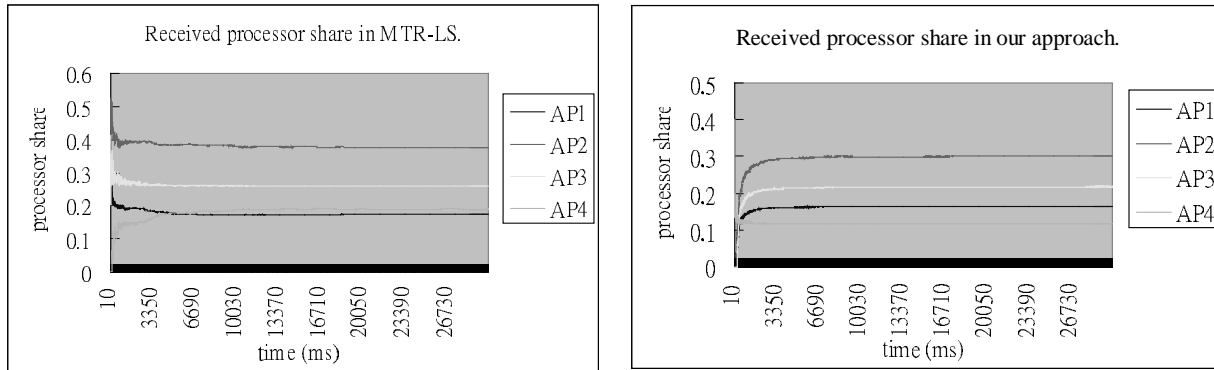 Received processor share in MTR-LS.
processor share
0.6
0.5
0.4
0.3
0.2
0.1
0
10
3350
6690
10030
13370
16710
20050
23390
26730
time (ms)
AP1
AP2
AP3
AP4
Received processor share in our approach.
processor share
0.5
0.4
0.3
0.2
0.1
0
10
3350
6690
10030
13370
16710
20050
23390
26730
time (ms)
AP1
AP2
AP3
AP4